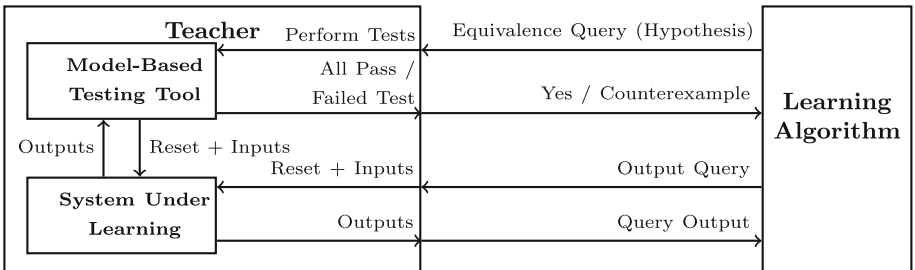 Teacher
Perform Tests
Equivalence Query (Hypothesis)
Model-Based
Testing Tool
All Pass /
Failed Test
Yes / Counterexample
Learning
Algorithm
Outputs
Reset + Inputs
Reset + Inputs
Output Query
System Under
Learning
Outputs
Query Output